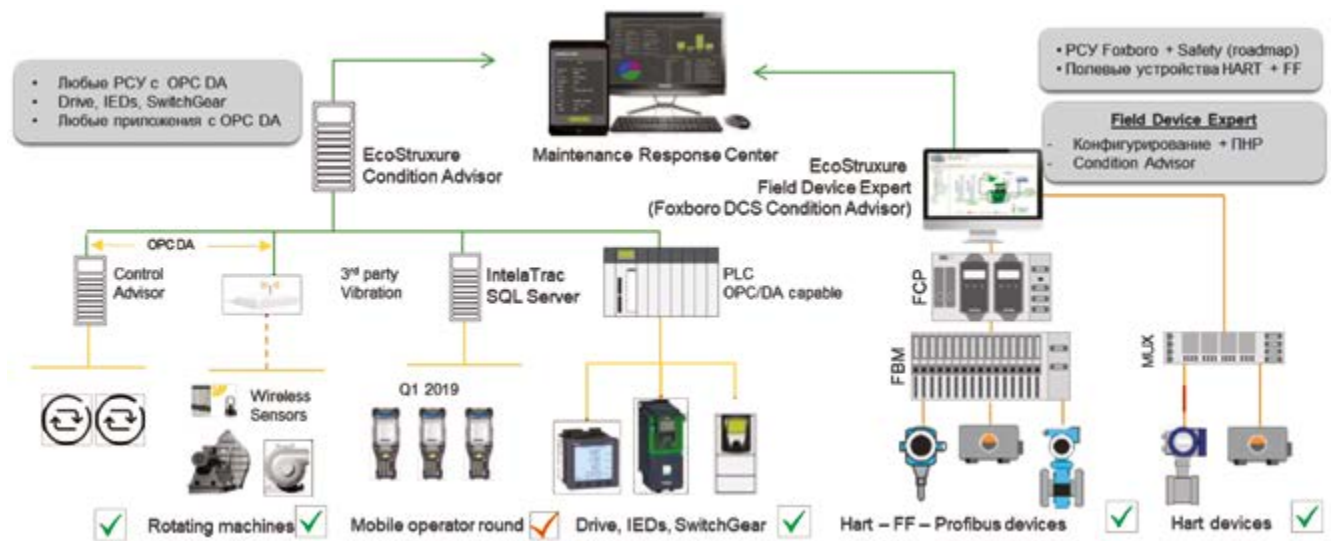 • Любые РСУ с OPC DA
• Drive, IEDs, SwitchGear
• Любые приложения с OPC DA
EcoStruxure
Condition Advisor
Maintenance Response Center
EcoStruxure
Field Device Expert
(Foxboro DCS Condition Advisor)
• РСУ Foxboro + Safety (roadmap)
• Полевые устройства HART + FF
Field Device Expert
- Конфигурирование + ПНР
- Condition Advisor
OPC DA
Control
Advisor
3rd party
Vibration
IntelaTrac
SQL Server
PLC
OPC/DA capable
FCP
FBM
MUX
Wireless
Sensors
Q1 2019
Rotating machines
Mobile operator round
Drive, IEDs, SwitchGear
Hart – FF – Profibus devices
Hart devices